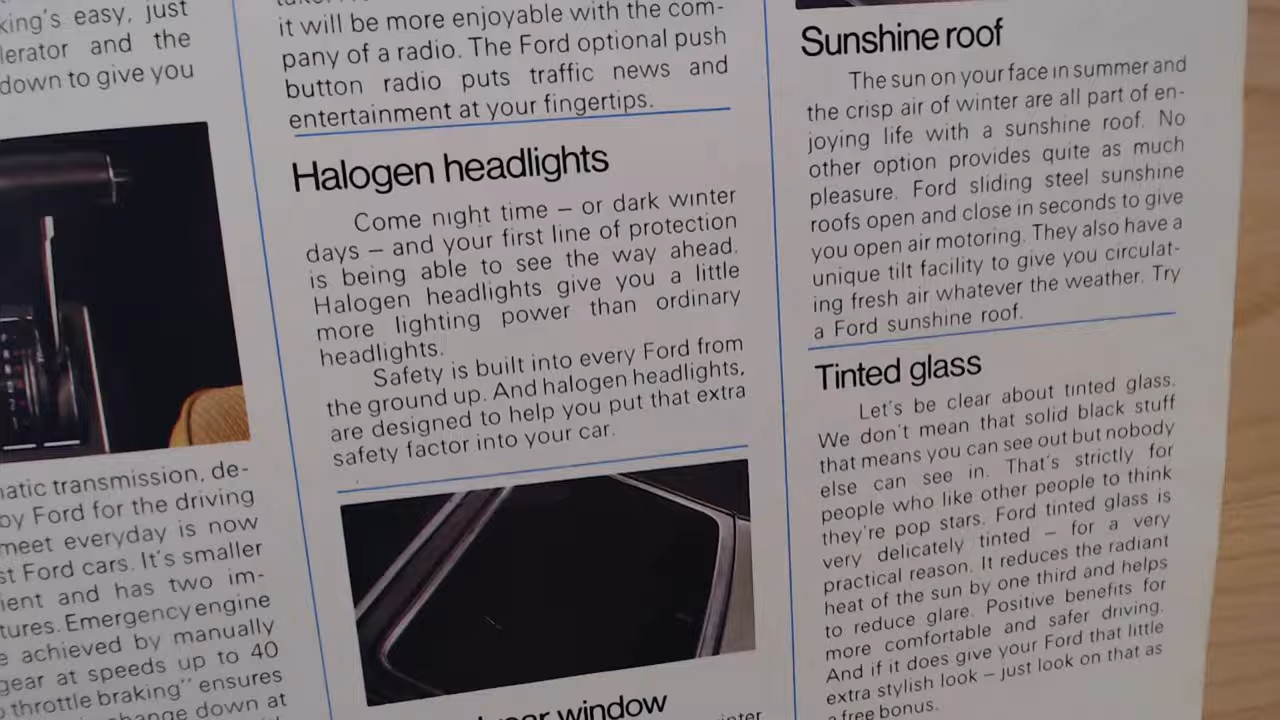 king's easy, just
and the
down to give you
matic transmission, de-
by Ford for the driving
meet everyday is now
Ford cars. It's smaller
and has two im-
Emergency engine
achieved by manually
gear at speeds up to 40
throttle braking" ensures
change down at
it will be more enjoyable with the com-
pany of a radio. The Ford optional push
button radio puts traffic news and
entertainment at your fingertips.
Halogen headlights
Come night time – or dark winter
days – and your first line of protection
is being able to see the way ahead.
Halogen headlights give you a little
more lighting power than ordinary
headlights.
Safety is built into every Ford from
the ground up. And halogen headlights,
are designed to help you put that extra
safety factor into your car.
rear window
Sunshine roof
The sun on your face in summer and
the crisp air of winter are all part of en-
joying life with a sunshine roof. No
other option provides quite as much
pleasure. Ford sliding steel sunshine
roofs open and close in seconds to give
you open air motoring. They also have a
unique tilt facility to give you circulat-
ing fresh air whatever the weather. Try
a Ford sunshine roof.
Tinted glass
Let's be clear about tinted glass.
We don't mean that solid black stuff
that means you can see out but nobody
else can see in. That's strictly for
people who like other people to think
they're pop stars. Ford tinted glass is
very delicately tinted – for a very
practical reason. It reduces the radiant
heat of the sun by one third and helps
to reduce glare. Positive benefits for
more comfortable and safer driving.
And if it does give your Ford that little
extra stylish look – just look on that as
a free bonus.